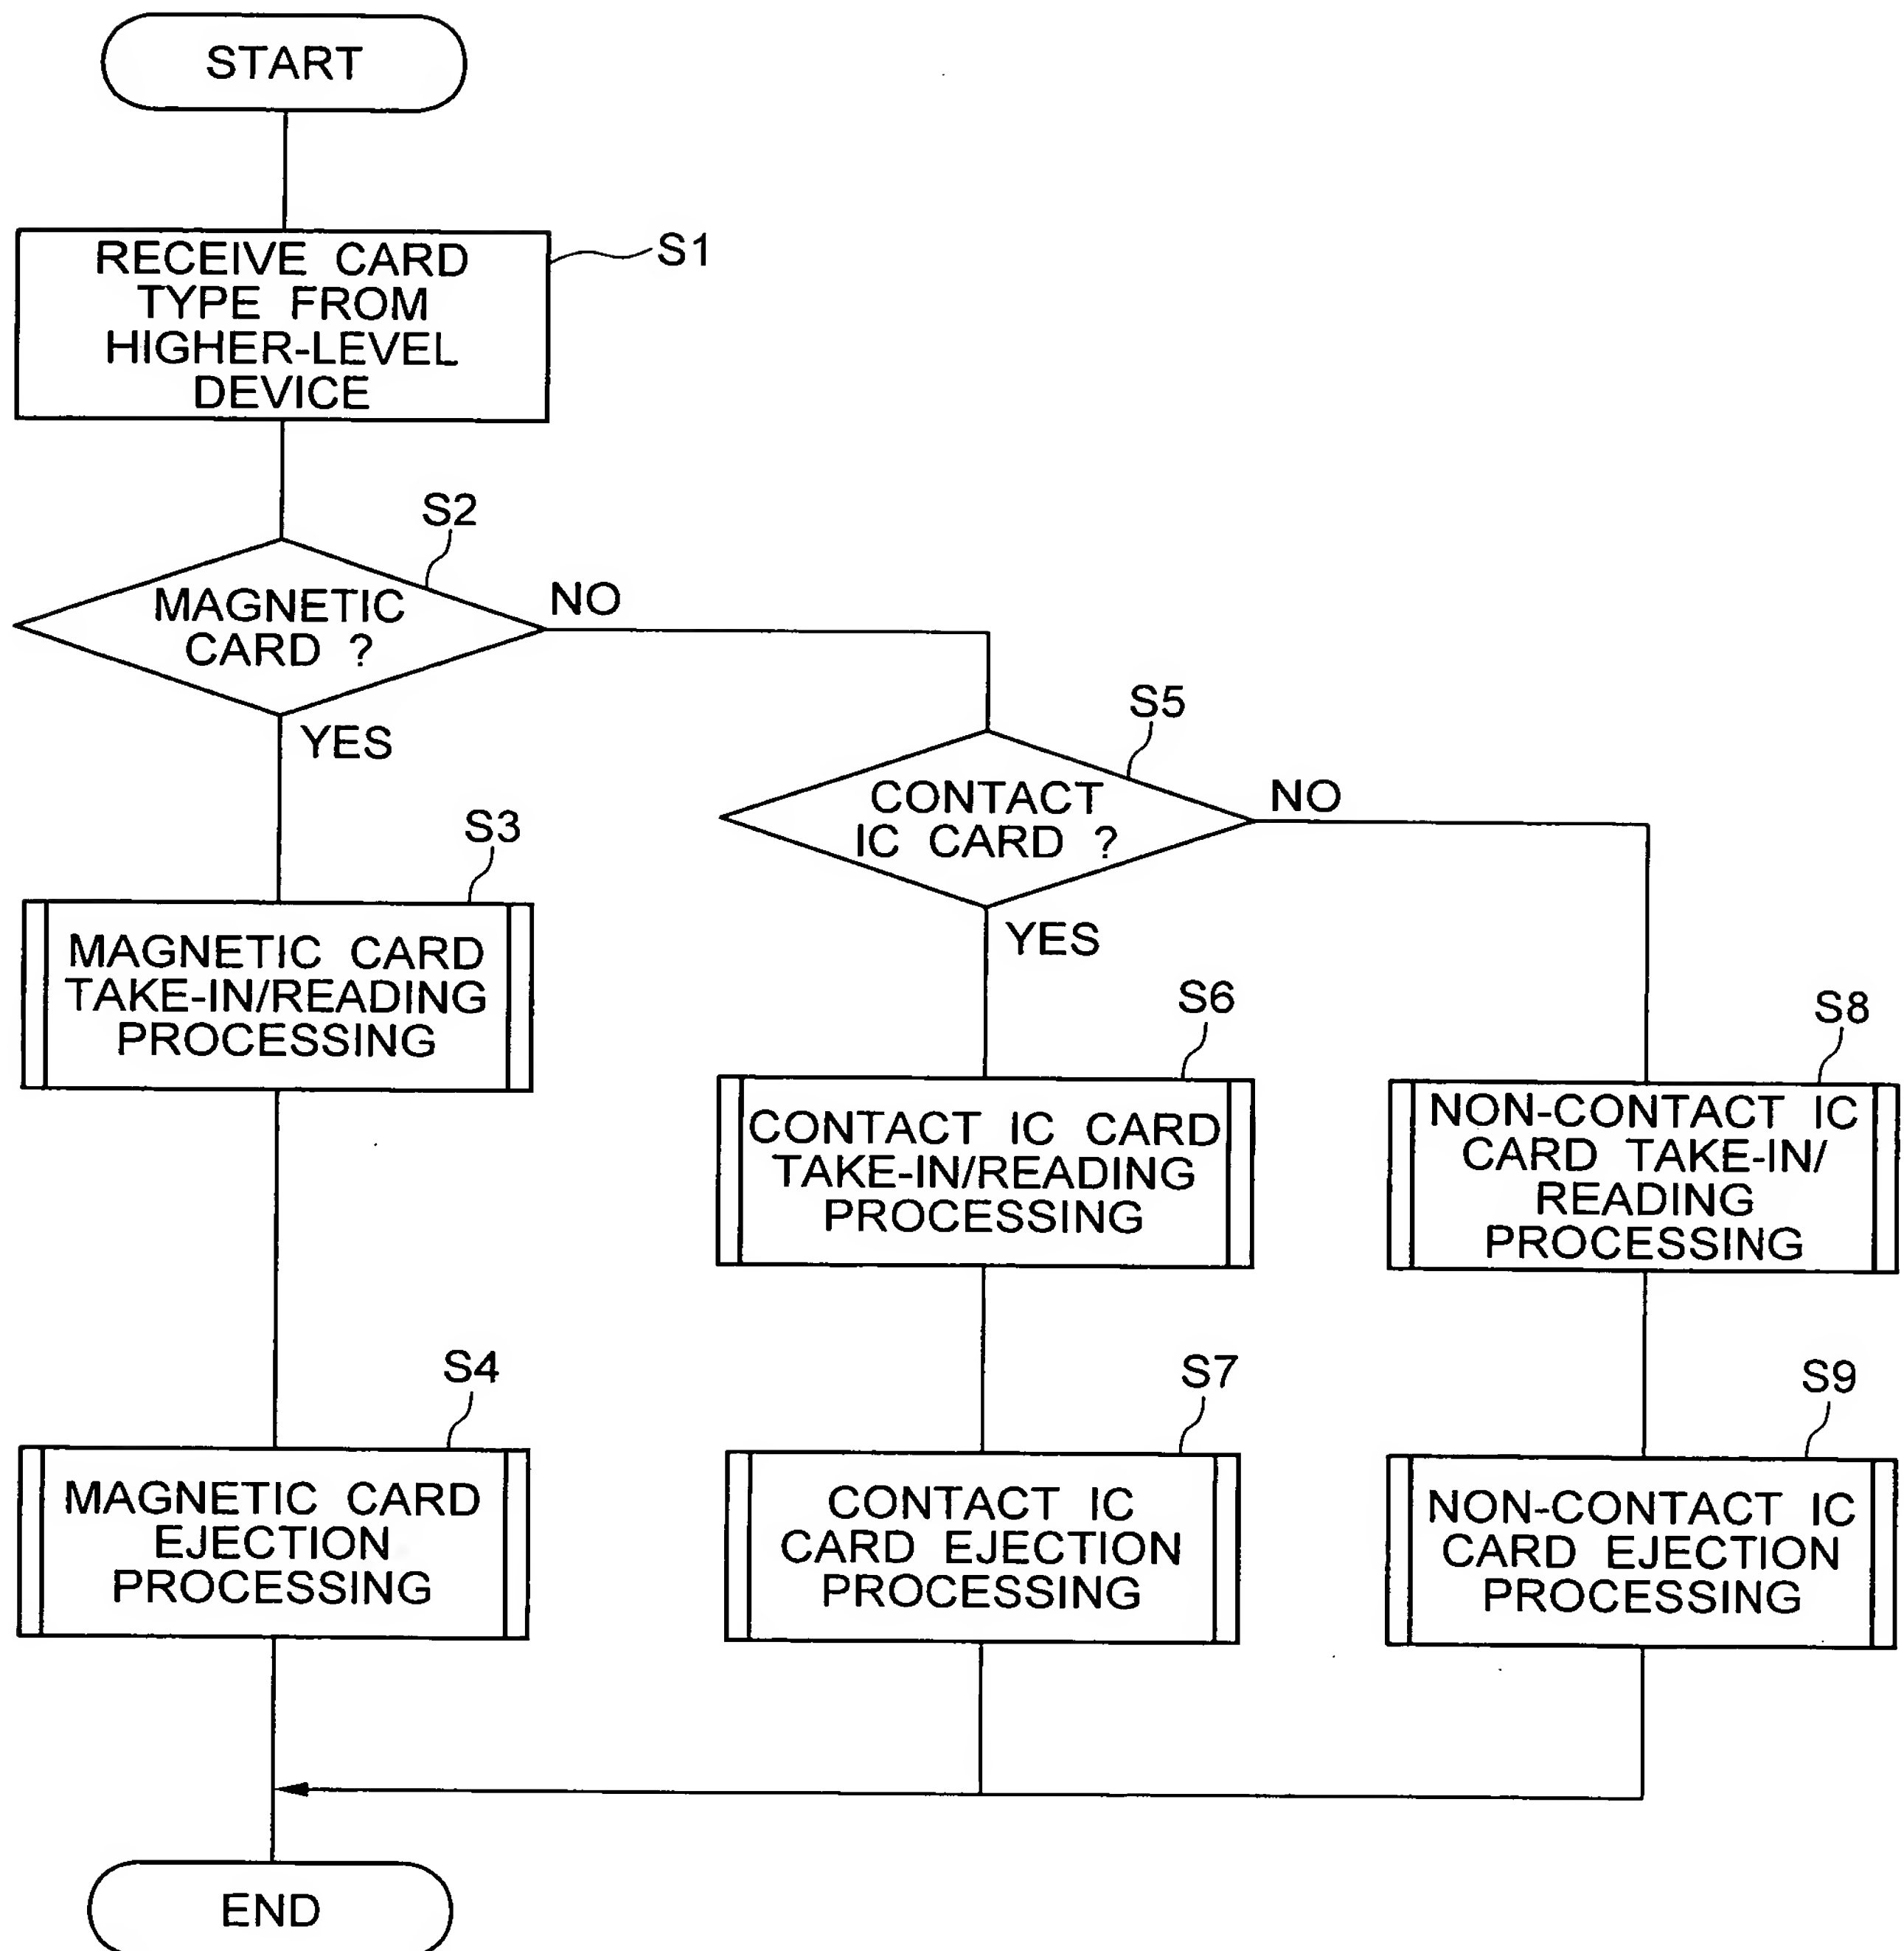 START
RECEIVE CARD
TYPE FROM
HIGHER-LEVEL
DEVICE
S1
S2
MAGNETIC
CARD ?
NO
YES
S5
CONTACT
IC CARD ?
NO
YES
S3
MAGNETIC CARD
TAKE-IN/READING
PROCESSING
S6
CONTACT IC CARD
TAKE-IN/READING
PROCESSING
S8
NON-CONTACT IC
CARD TAKE-IN/
READING
PROCESSING
S4
MAGNETIC CARD
EJECTION
PROCESSING
S7
CONTACT IC
CARD EJECTION
PROCESSING
S9
NON-CONTACT IC
CARD EJECTION
PROCESSING
END